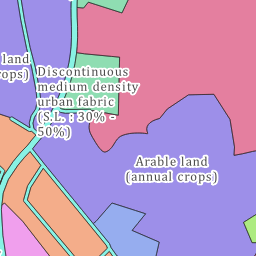 land
rops)
Discontinuous
medium density
urban fabric
(S.L. : 30% -
50%)
Arable land
(annual crops)